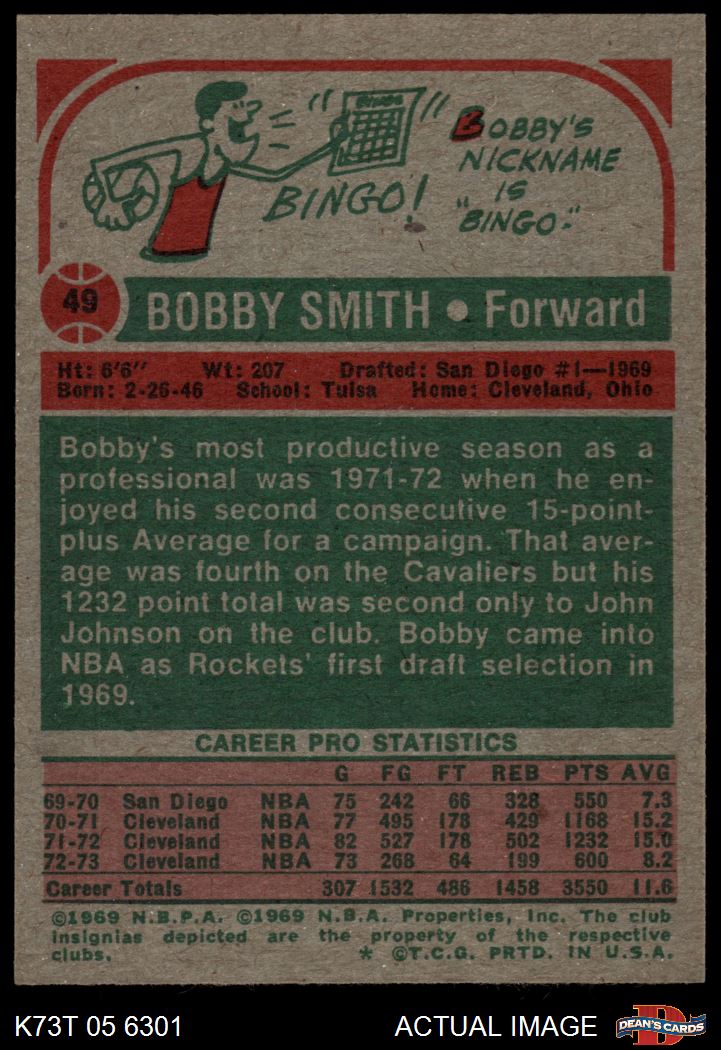 BINGO
BOBBY'S
NICKNAME
IS
"BINGO."
BINGO!
49
BOBBY SMITH • Forward
Ht: 6'6" Wt: 207 Drafted: San Diego #1—1969
Born: 2-26-46 School: Tulsa Home: Cleveland, Ohio
Bobby's most productive season as a
professional was 1971-72 when he en-
joyed his second consecutive 15-point-
plus Average for a campaign. That aver-
age was fourth on the Cavaliers but his
1232 point total was second only to John
Johnson on the club. Bobby came into
NBA as Rockets' first draft selection in
1969.
CAREER PRO STATISTICS
G FG FT REB PTS AVG
69-70 San Diego NBA 75 242 66 328 550 7.3
70-71 Cleveland NBA 77 495 178 429 1168 15.2
71-72 Cleveland NBA 82 527 178 502 1232 15.0
72-73 Cleveland NBA 73 268 64 199 600 8.2
Career Totals 307 1532 486 1458 3550 11.6
©1969 N.B.P.A. ©1969 N.B.A. Properties, Inc. The club
insignias depicted are the property of the respective
clubs. * ©T.C.G. PRTD. IN U.S.A.
K73T 05 6301 ACTUAL IMAGE
D
DEAN'S CARDS